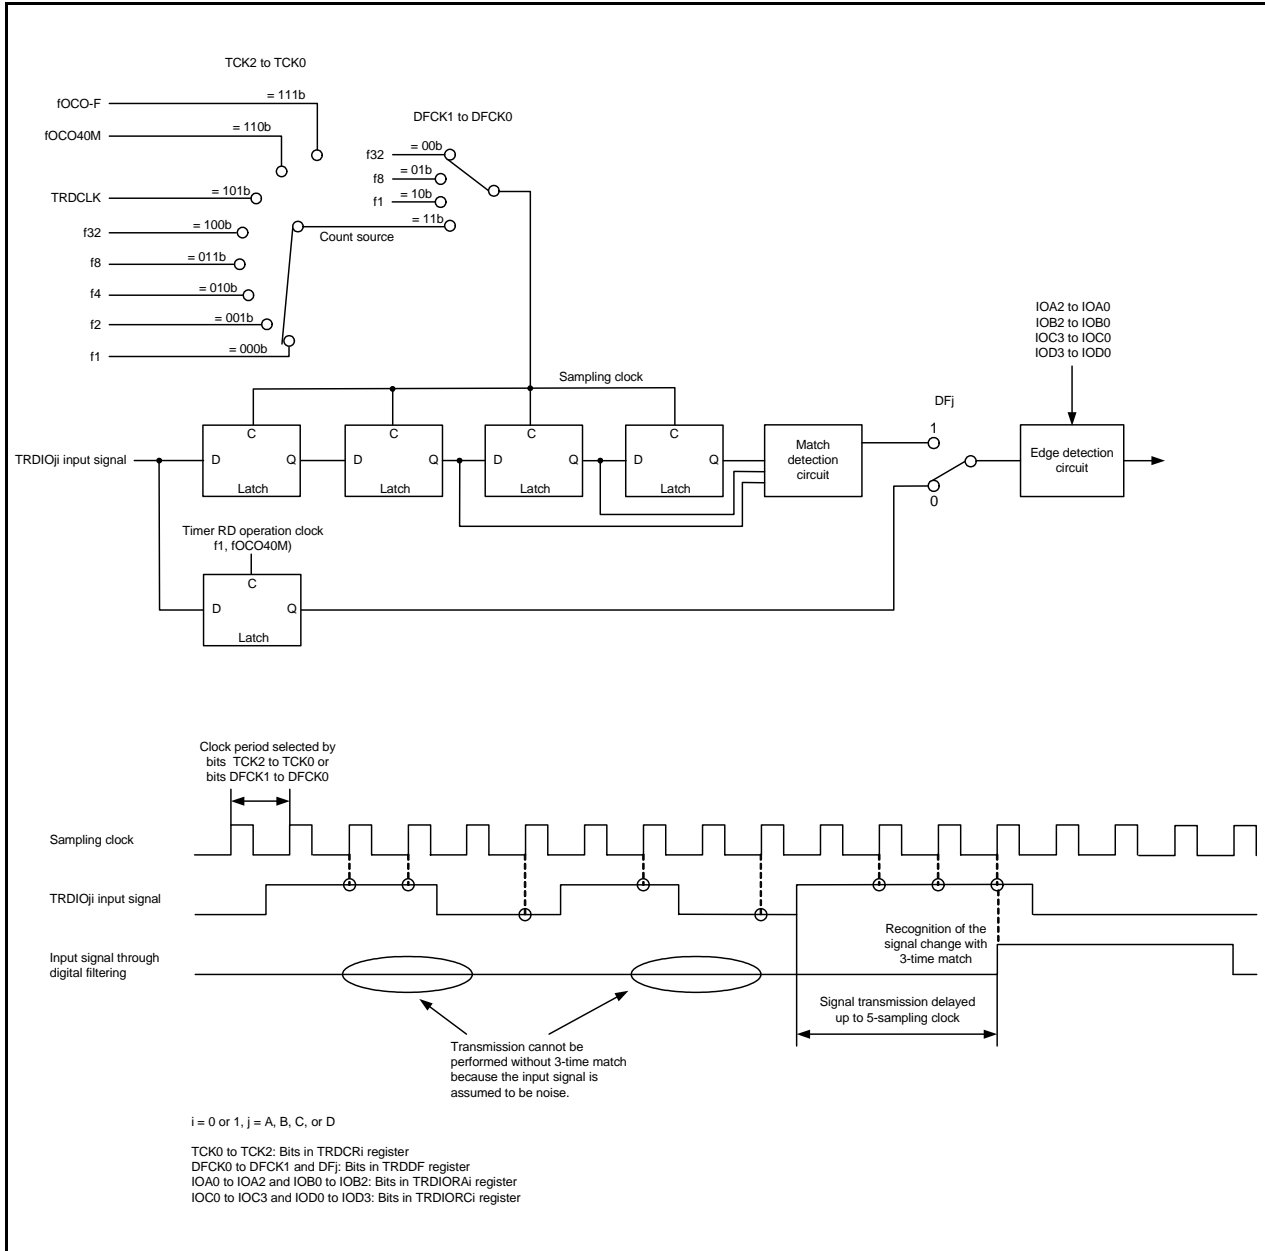 TCK2 to TCK0
fOCO-F
= 111b
DFCK1 to DFCK0
fOCO40M
= 110b
f32
= 00b
f8
= 01b
TRDCLK
= 101b
f1
= 10b
= 11b
f32
= 100b
Count source
f8
= 011b
f4
= 010b
f2
= 001b
f1
= 000b
IOA2 to IOA0
IOB2 to IOB0
IOC3 to IOC0
IOD3 to IOD0
Sampling clock
DFj
TRDIOji input signal
C
D
Q
Latch
C
D
Q
Latch
C
D
Q
Latch
C
D
Q
Latch
Match
detection
circuit
1
0
Edge detection
circuit
Timer RD operation clock
f1, fOCO40M)
C
D
Q
Latch
Clock period selected by
bits TCK2 to TCK0 or
bits DFCK1 to DFCK0
Sampling clock
TRDIOji input signal
Input signal through
digital filtering
Recognition of the
signal change with
3-time match
Signal transmission delayed
up to 5-sampling clock
Transmission cannot be
performed without 3-time match
because the input signal is
assumed to be noise.
i = 0 or 1, j = A, B, C, or D
TCK0 to TCK2: Bits in TRDCRi register
DFCK0 to DFCK1 and DFj: Bits in TRDDF register
IOA0 to IOA2 and IOB0 to IOB2: Bits in TRDIORAi register
IOC0 to IOC3 and IOD0 to IOD3: Bits in TRDIORCi register